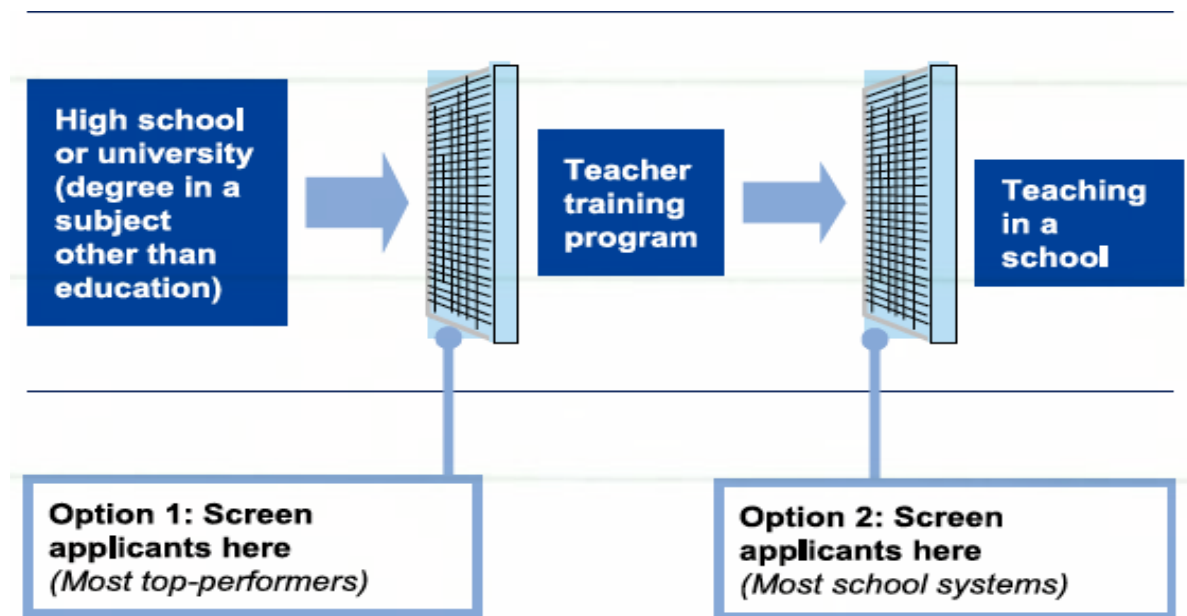 High school
or university
(degree in a
subject
other than
education)
Teacher
training
program
Teaching
in a
school
Option 1: Screen
applicants here
(Most top-performers)
Option 2: Screen
applicants here
(Most school systems)